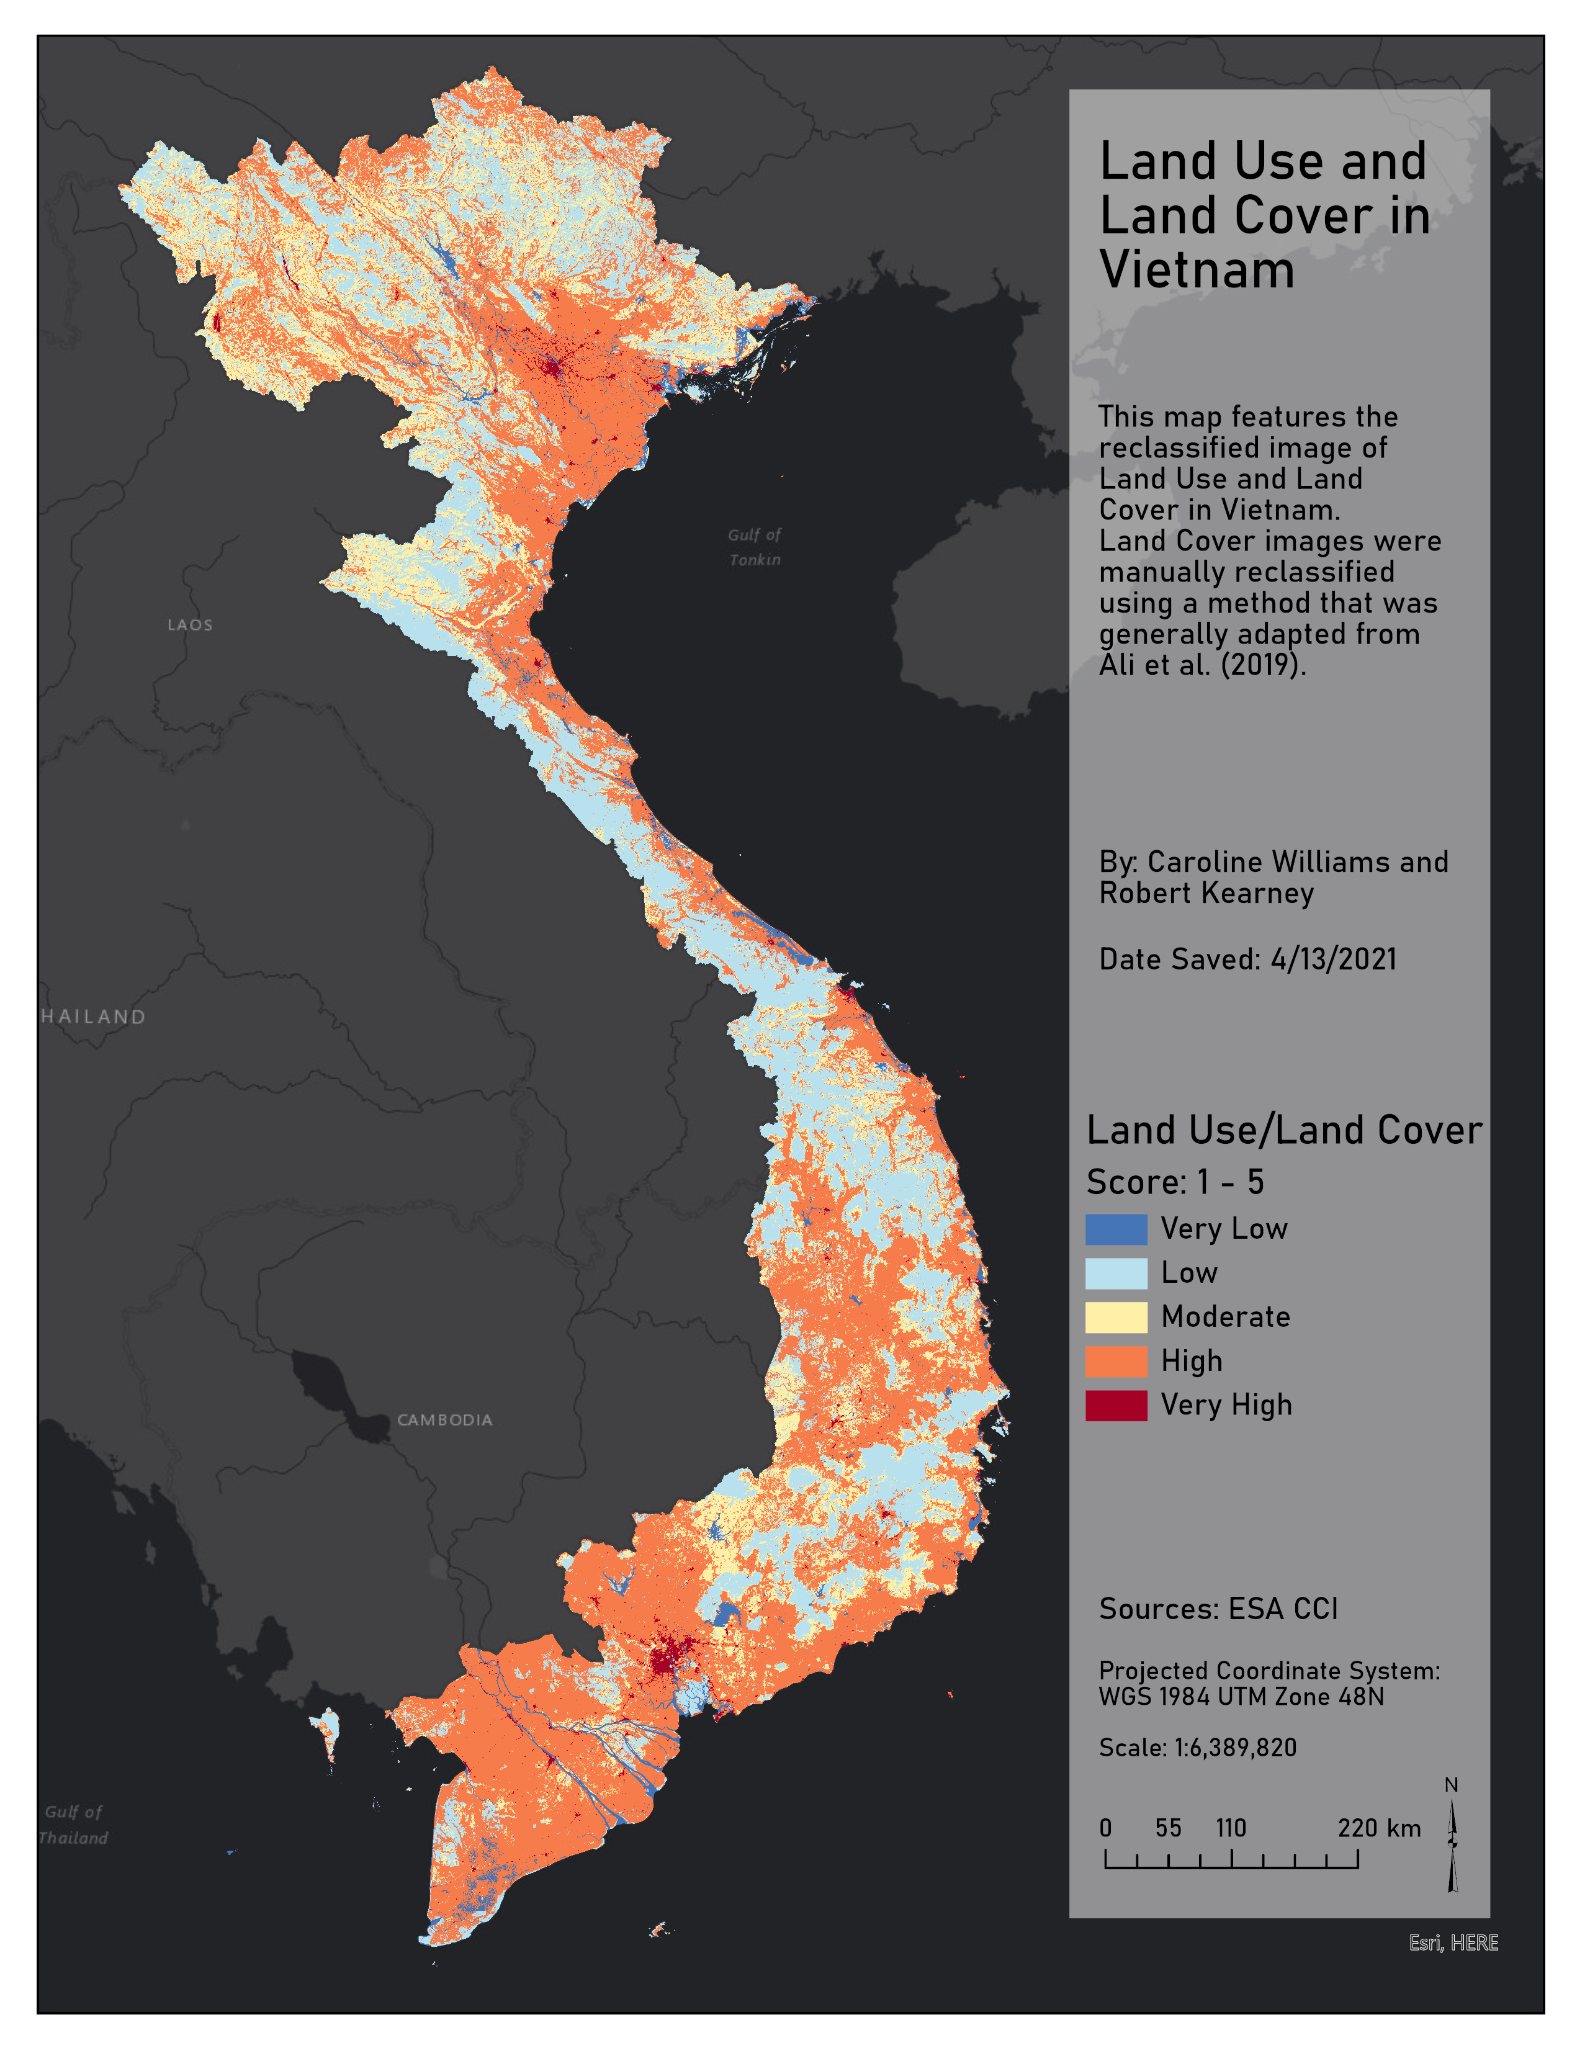 Land Use and
Land Cover in
Vietnam
This map features the
reclassified image of
Land Use and Land
Cover in Vietnam.
Land Cover images were
manually reclassified
using a method that was
generally adapted from
Ali et al. (2019).
Gulf of
Tonkin
LAOS
By: Caroline Williams and
Robert Kearney
Date Saved: 4/13/2021
HAILAND
Land Use/Land Cover
Score: 1 - 5
Very Low
Low
Moderate
High
Very High
CAMBODIA
Sources: ESA CCI
Projected Coordinate System:
WGS 1984 UTM Zone 48N
Scale: 1:6,389,820
N
0 55 110 220 km
Gulf of
Thailand
Esri, HERE